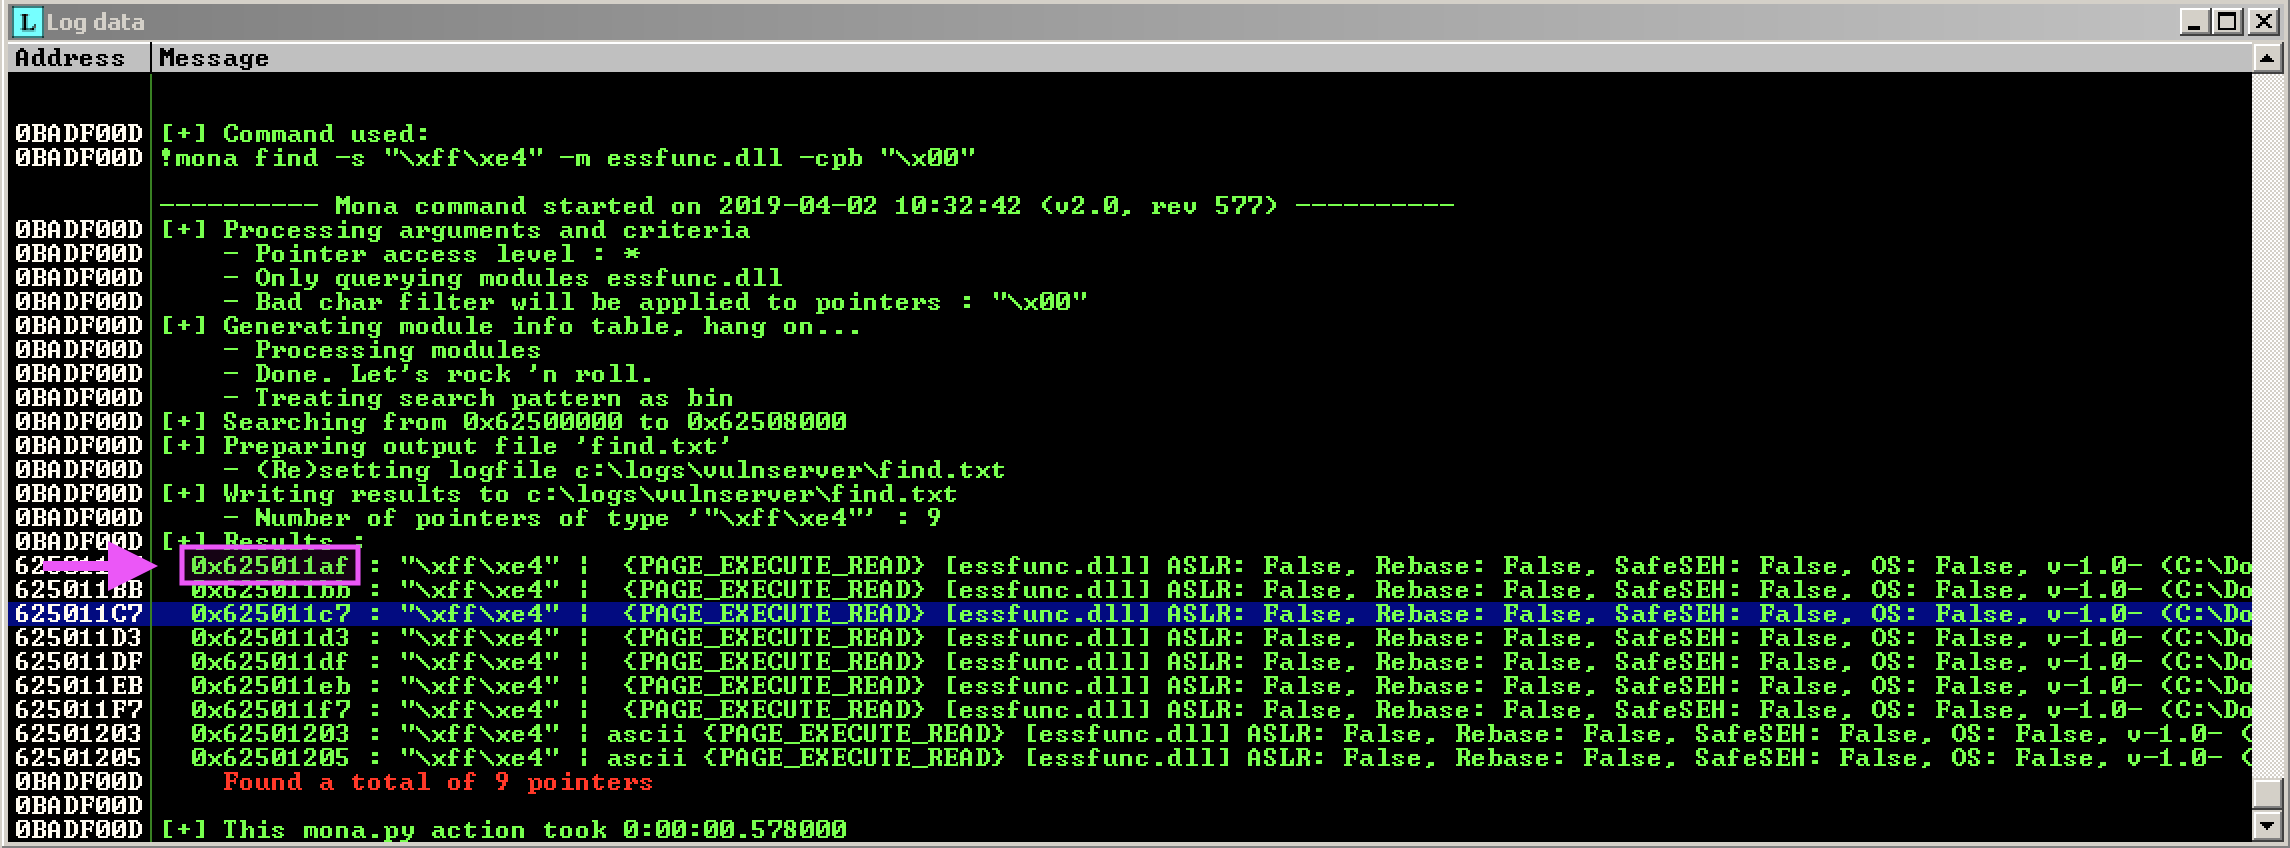 L Log data
Address Message
0BADF00D [+] Command used:
0BADF00D !mona find -s "\xff\xe4" -m essfunc.dll -cpb "\x00"
---------- Mona command started on 2019-04-02 10:32:42 (v2.0, rev 577) ----------
0BADF00D [+] Processing arguments and criteria
0BADF00D - Pointer access level : *
0BADF00D - Only querying modules essfunc.dll
0BADF00D - Bad char filter will be applied to pointers : "\x00"
0BADF00D [+] Generating module info table, hang on...
0BADF00D - Processing modules
0BADF00D - Done. Let's rock 'n roll.
0BADF00D - Treating search pattern as bin
0BADF00D [+] Searching from 0x62500000 to 0x62508000
0BADF00D [+] Preparing output file 'find.txt'
0BADF00D - (Re)setting logfile c:\logs\vulnserver\find.txt
0BADF00D [+] Writing results to c:\logs\vulnserver\find.txt
0BADF00D - Number of pointers of type '"\xff\xe4"' : 9
0BADF00D [+] Results :
0x625011af : "\xff\xe4" | {PAGE_EXECUTE_READ} [essfunc.dll] ASLR: False, Rebase: False, SafeSEH: False, OS: False, v-1.0- (C:\Do
625011BB 0x625011bb : "\xff\xe4" | {PAGE_EXECUTE_READ} [essfunc.dll] ASLR: False, Rebase: False, SafeSEH: False, OS: False, v-1.0- (C:\Do
625011C7 0x625011c7 : "\xff\xe4" | {PAGE_EXECUTE_READ} [essfunc.dll] ASLR: False, Rebase: False, SafeSEH: False, OS: False, v-1.0- (C:\Do
625011D3 0x625011d3 : "\xff\xe4" | {PAGE_EXECUTE_READ} [essfunc.dll] ASLR: False, Rebase: False, SafeSEH: False, OS: False, v-1.0- (C:\Do
625011DF 0x625011df : "\xff\xe4" | {PAGE_EXECUTE_READ} [essfunc.dll] ASLR: False, Rebase: False, SafeSEH: False, OS: False, v-1.0- (C:\Do
625011EB 0x625011eb : "\xff\xe4" | {PAGE_EXECUTE_READ} [essfunc.dll] ASLR: False, Rebase: False, SafeSEH: False, OS: False, v-1.0- (C:\Do
625011F7 0x625011f7 : "\xff\xe4" | {PAGE_EXECUTE_READ} [essfunc.dll] ASLR: False, Rebase: False, SafeSEH: False, OS: False, v-1.0- (C:\Do
62501203 0x62501203 : "\xff\xe4" | ascii {PAGE_EXECUTE_READ} [essfunc.dll] ASLR: False, Rebase: False, SafeSEH: False, OS: False, v-1.0- (
62501205 0x62501205 : "\xff\xe4" | ascii {PAGE_EXECUTE_READ} [essfunc.dll] ASLR: False, Rebase: False, SafeSEH: False, OS: False, v-1.0- (
0BADF00D Found a total of 9 pointers
0BADF00D
0BADF00D [+] This mona.py action took 0:00:00.578000